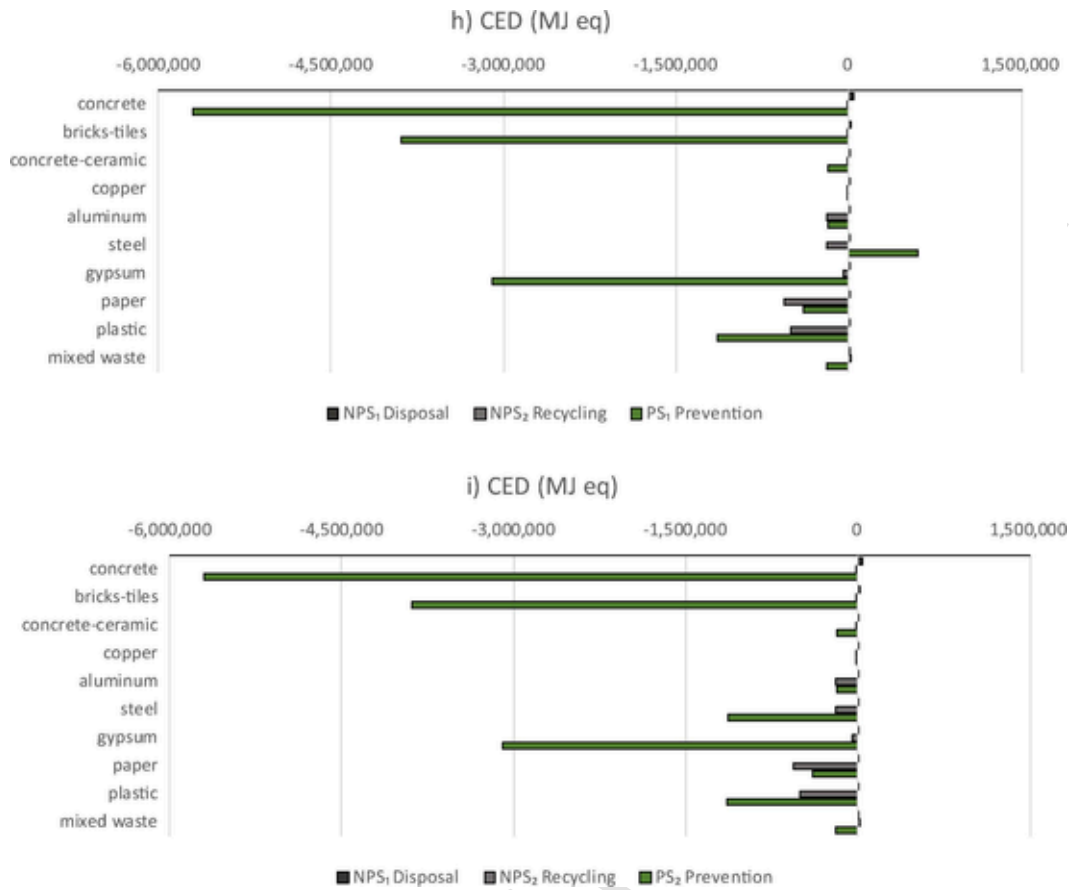 h) CED (MJ eq)
-6,000,000 -4,500,000 -3,000,000 -1,500,000 0 1,500,000
concrete
bricks-tiles
concrete-ceramic
copper
aluminum
steel
gypsum
paper
plastic
mixed waste
NPS₁ Disposal NPS₂ Recycling PS₁ Prevention
i) CED (MJ eq)
-6,000,000 -4,500,000 -3,000,000 -1,500,000 0 1,500,000
concrete
bricks-tiles
concrete-ceramic
copper
aluminum
steel
gypsum
paper
plastic
mixed waste
NPS₁ Disposal NPS₂ Recycling PS₂ Prevention